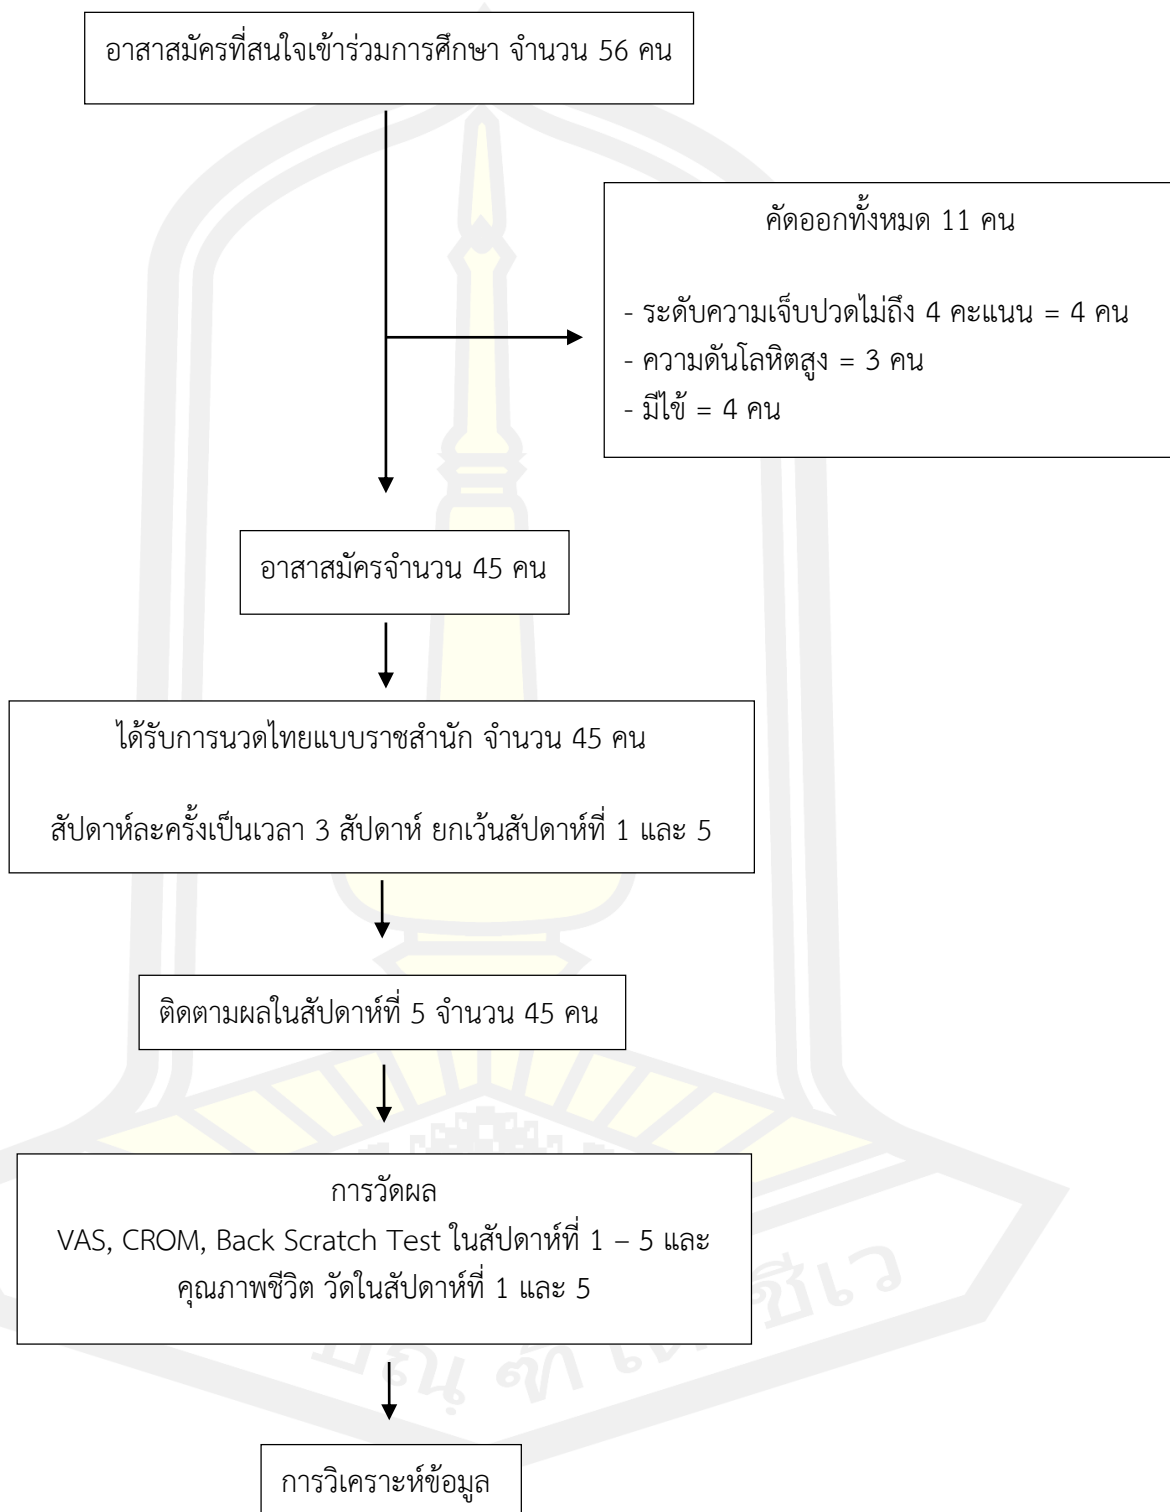 อาสาสมัครที่สนใจเข้าร่วมการศึกษา จำนวน 56 คน
คัดออกทั้งหมด 11 คน
- ระดับความเจ็บปวดไม่ถึง 4 คะแนน = 4 คน
- ความดันโลหิตสูง = 3 คน
- มีไข้ = 4 คน
อาสาสมัครจำนวน 45 คน
ได้รับการนวดไทยแบบราชสำนัก จำนวน 45 คน
สัปดาห์ละครั้งเป็นเวลา 3 สัปดาห์ ยกเว้นสัปดาห์ที่ 1 และ 5
ติดตามผลในสัปดาห์ที่ 5 จำนวน 45 คน
การวัดผล
VAS, CROM, Back Scratch Test ในสัปดาห์ที่ 1 – 5 และ
คุณภาพชีวิต วัดในสัปดาห์ที่ 1 และ 5
ชีเว
การวิเคราะห์ข้อมูล